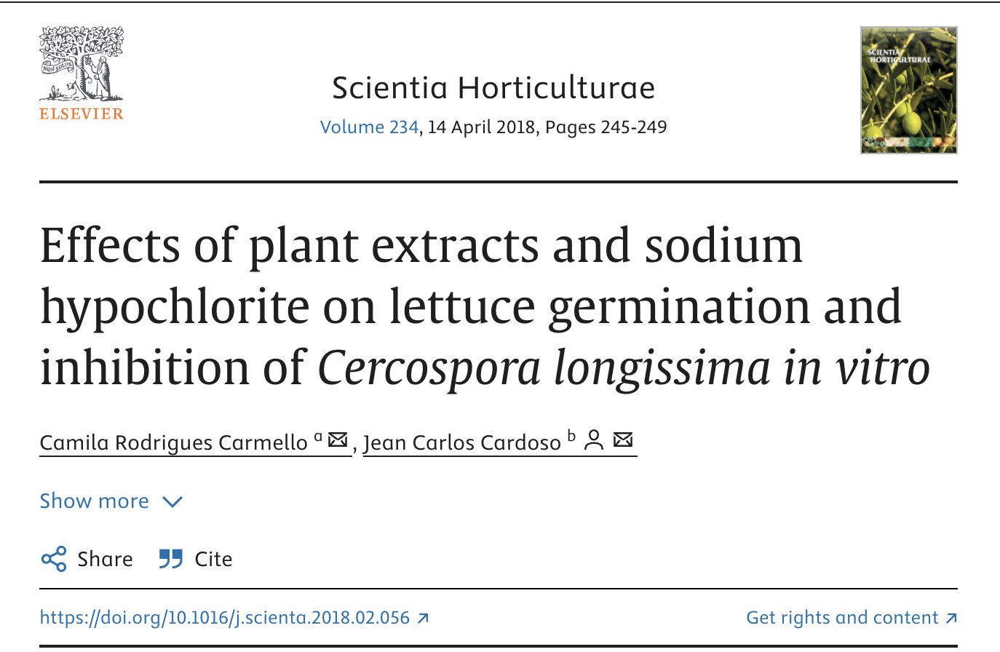 NON SOLUS
ELSEVIER
Scientia Horticulturae
Volume 234, 14 April 2018, Pages 245-249
SCIENTIA
HORTICULTURAE
Effects of plant extracts and sodium
hypochlorite on lettuce germination and
inhibition of Cercospora longissima in vitro
Camila Rodrigues Carmello a, Jean Carlos Cardoso b
Show more
Share Cite
https://doi.org/10.1016/j.scienta.2018.02.056 Get rights and content